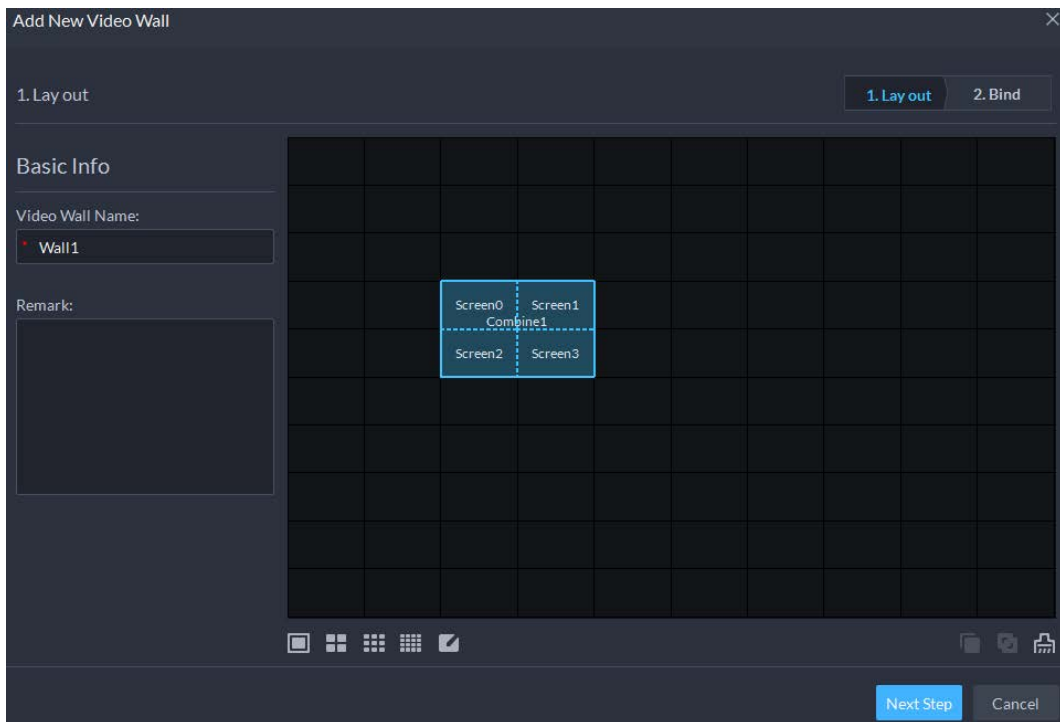 Add New Video Wall
1. Lay out
1. Lay out
2. Bind
Basic Info
Video Wall Name:
* Wall1
Remark:
Screen0
Screen1
Combine1
Screen2
Screen3
Next Step
Cancel